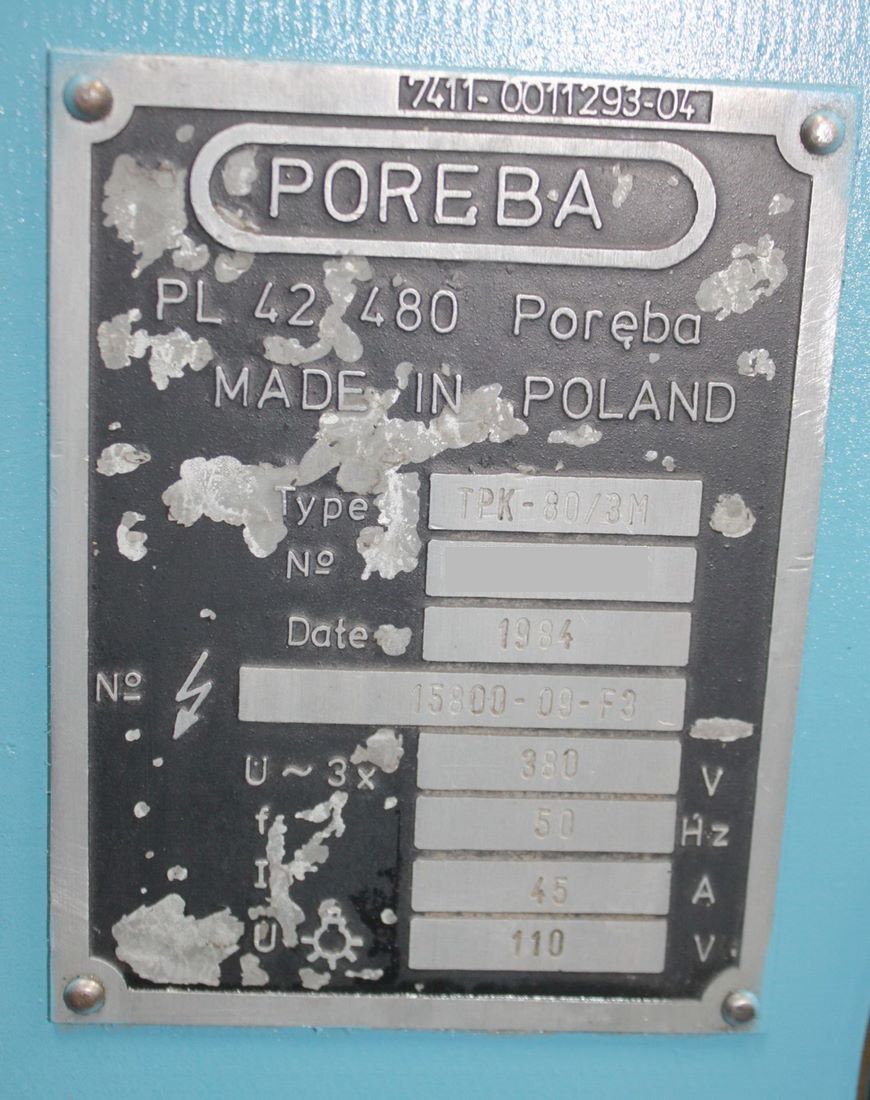 7411-0011293-04
POREBA
PL 42 480 Poręba
MADE IN POLAND
Type TPK-80/3M
Nº
Date 1984
Nº 15800-09-F3
U ~ 3x 380 V
f 50 Hz
I 45 A
U 110 V